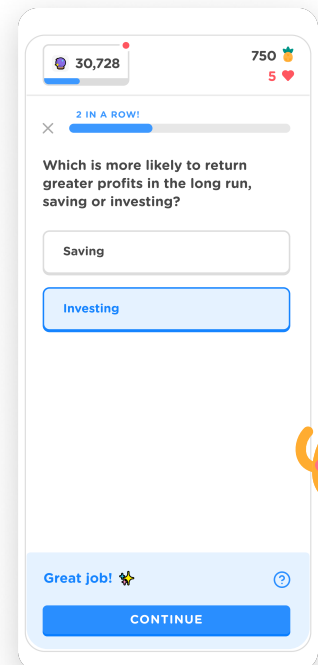 30,728
750
5
2 IN A ROW!
Which is more likely to return
greater profits in the long run,
saving or investing?
Saving
Investing
Great job!
?
CONTINUE